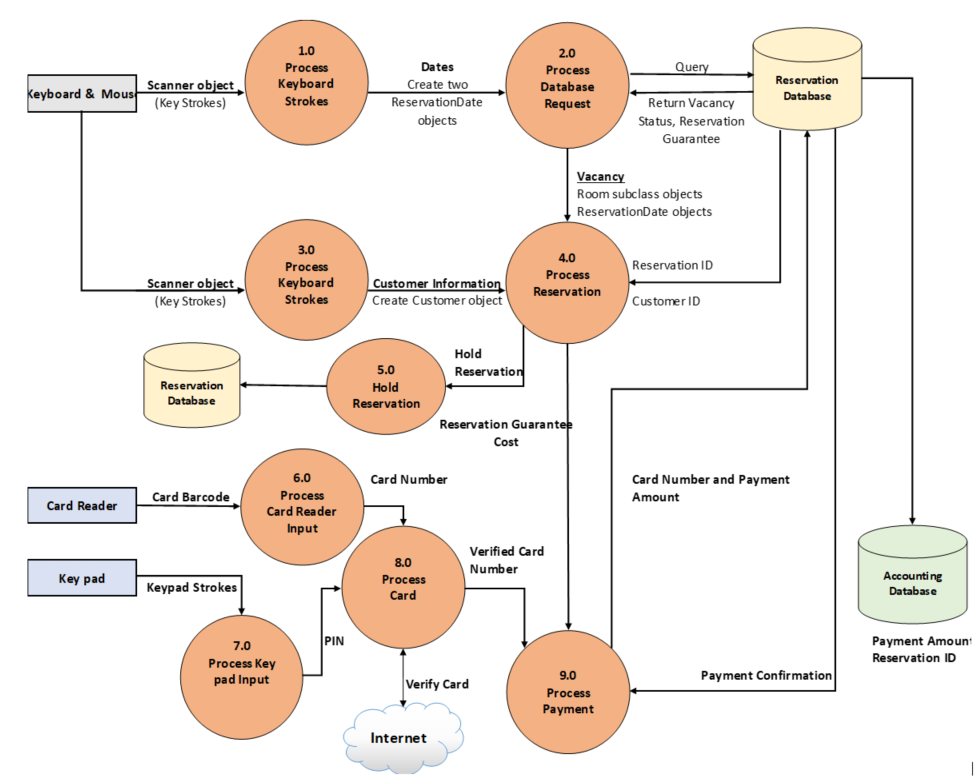 1.0
Process
Keyboard
Strokes
2.0
Process
Database
Request
Reservation
Database
Keyboard & Mous
Scanner object
(Key Strokes)
Dates
Create two
ReservationDate
objects
Query
Return Vacancy
Status, Reservation
Guarantee
Vacancy
Room subclass objects
ReservationDate objects
3.0
Process
Keyboard
Strokes
4.0
Process
Reservation
Scanner object
(Key Strokes)
Customer Information
Create Customer object
Reservation ID
Customer ID
Reservation
Database
5.0
Hold
Reservation
Hold
Reservation
Reservation Guarantee
Cost
Card Reader
Card Barcode
6.0
Process
Card Reader
Input
Card Number
Card Number and Payment
Amount
Key pad
Keypad Strokes
8.0
Process
Card
Verified Card
Number
Accounting
Database
Payment Amount
Reservation ID
7.0
Process Key
pad Input
PIN
Verify Card
Internet
9.0
Process
Payment
Payment Confirmation